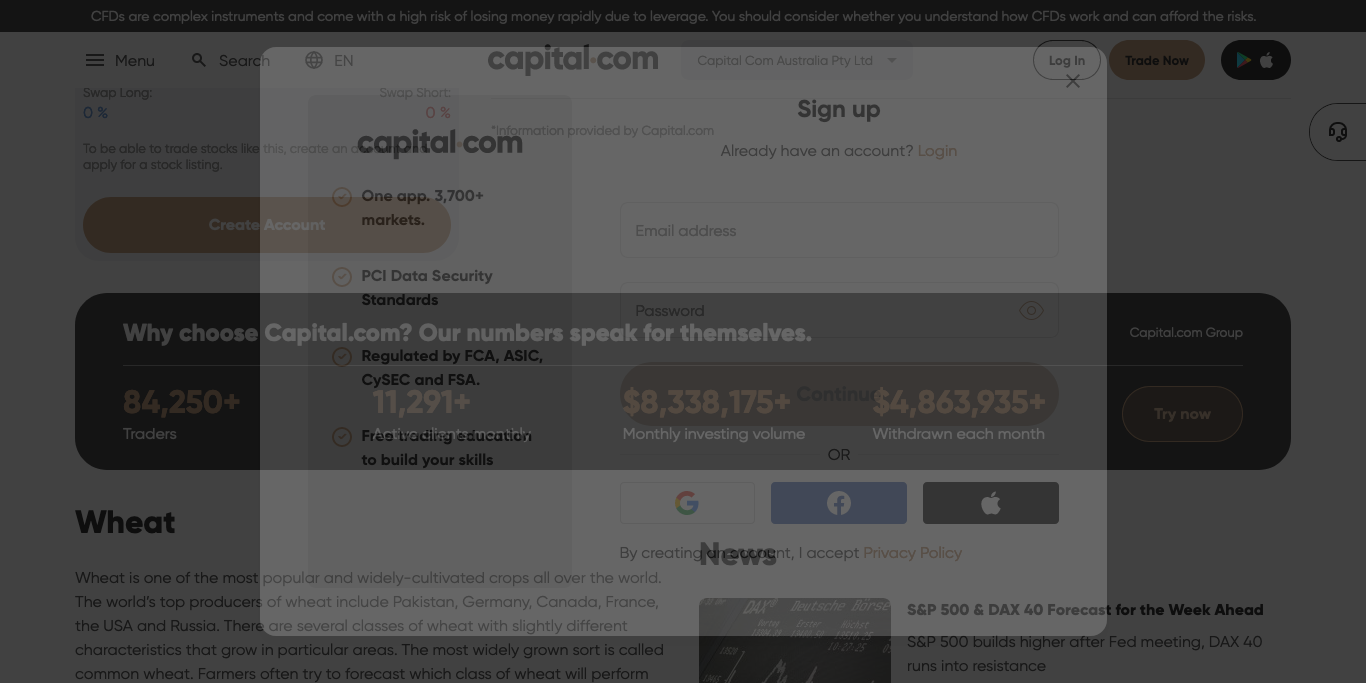 CFDs are complex instruments and come with a high risk of losing money rapidly due to leverage. You should consider whether you understand how CFDs work and can afford the risks.
Menu
Search
EN
capital.com
Capital Com Australia Pty Ltd
Log In
Trade Now
Swap Long:
0 %
Swap Short:
0 %
*Information provided by Capital.com
To be able to trade stocks like this, create an account and
apply for a stock listing.
Create Account
capital.com
One app. 3,700+
markets.
PCI Data Security
Standards
Regulated by FCA, ASIC,
CySEC and FSA.
Free trading education
to build your skills
Sign up
Already have an account? Login
Email address
Password
Continue
OR
By creating an account, I accept Privacy Policy
Why choose Capital.com? Our numbers speak for themselves.
Capital.com Group
84,250+
Traders
11,291+
Active clients monthly
$8,338,175+
Monthly investing volume
$4,863,935+
Withdrawn each month
Try now
Wheat
Wheat is one of the most popular and widely-cultivated crops all over the world.
The world's top producers of wheat include Pakistan, Germany, Canada, France,
the USA and Russia. There are several classes of wheat with slightly different
characteristics that grow in particular areas. The most widely grown sort is called
common wheat. Farmers often try to forecast which class of wheat will perform
News
DAX® Deutsche Börse
S&P 500 & DAX 40 Forecast for the Week Ahead
S&P 500 builds higher after Fed meeting, DAX 40
runs into resistance